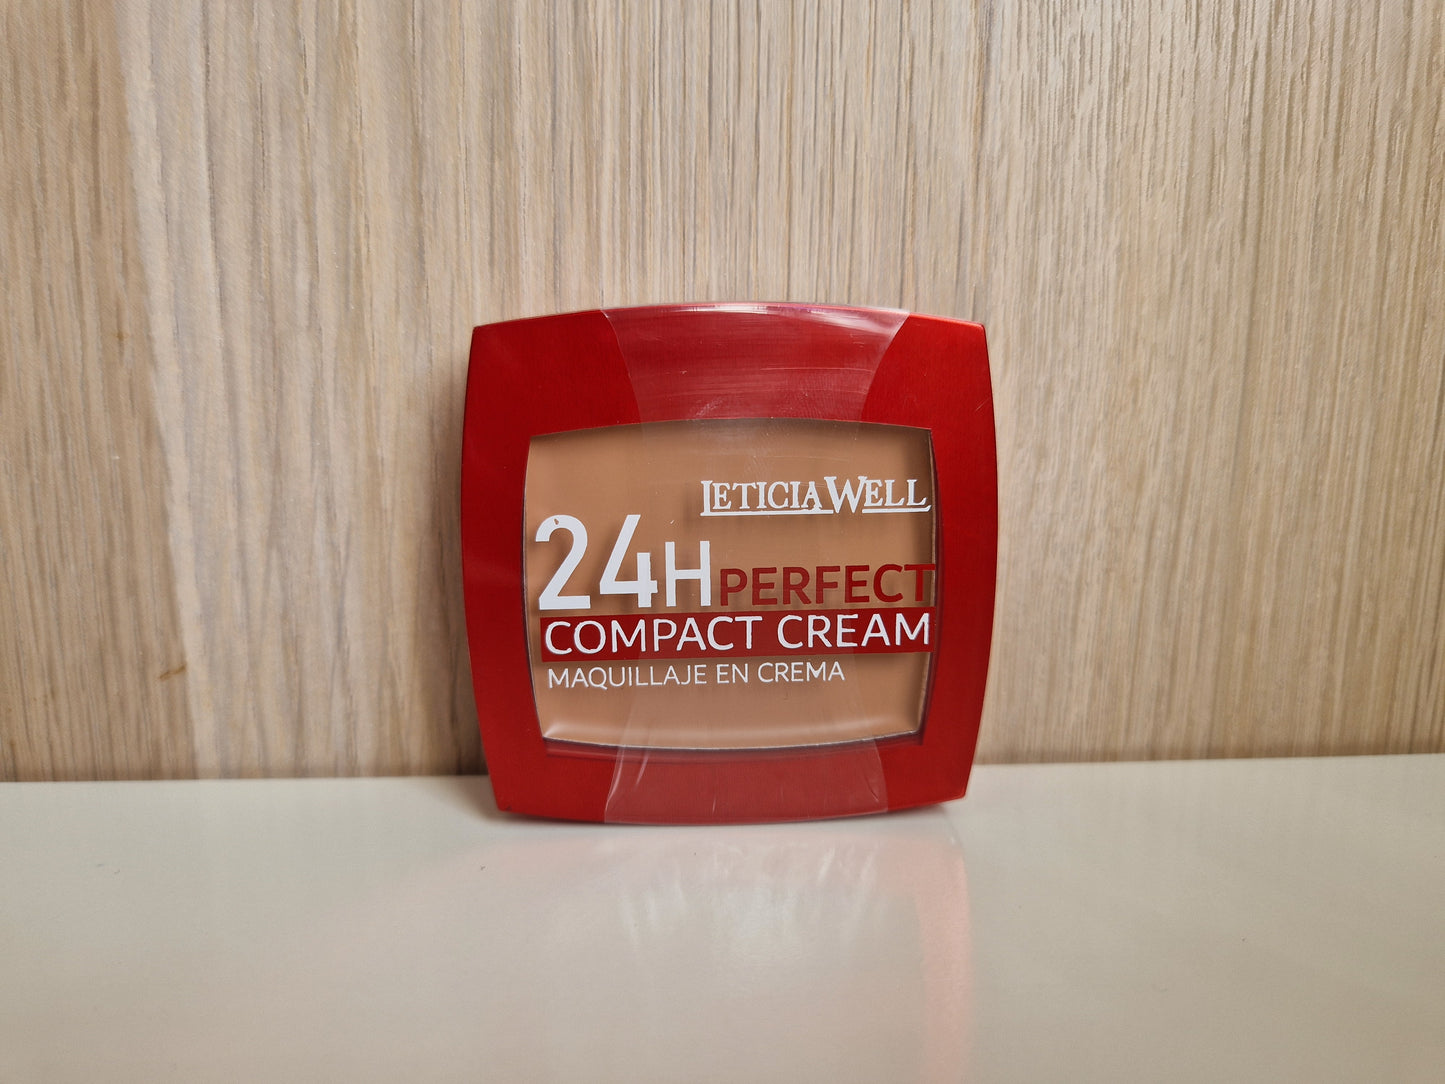 LETICIA WELL
24H PERFECT
COMPACT CREAM
MAQUILLAJE EN CREMA